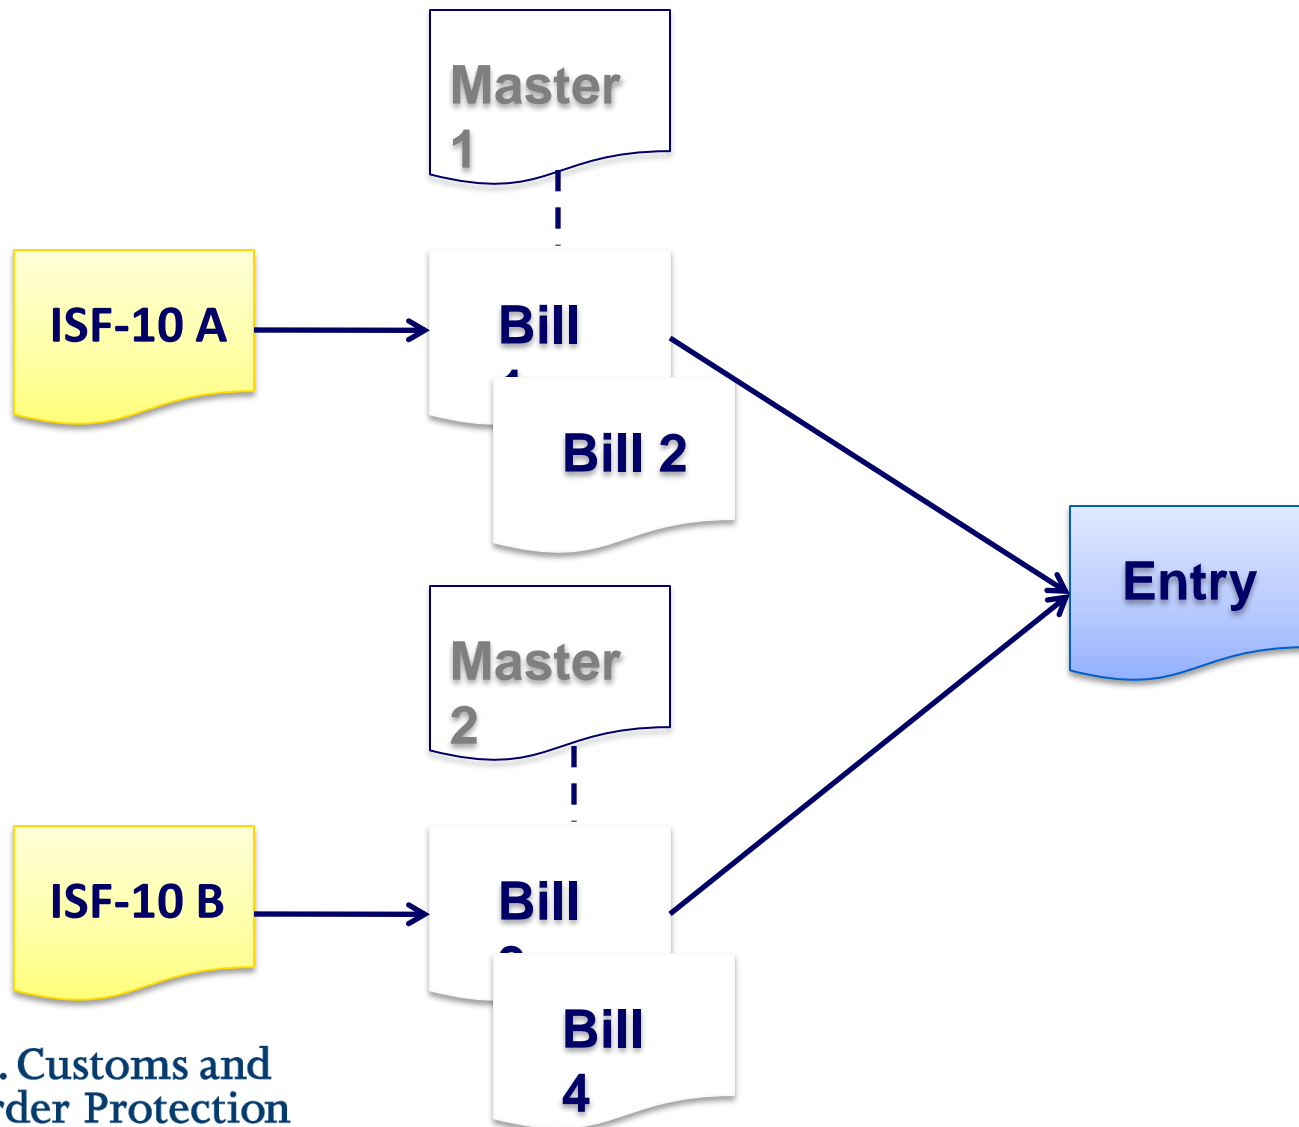 Master
1
ISF-10 A
Bill
Bill 2
Entry
Master
2
ISF-10 B
Bill
Bill
4
. Customs and
rder Protection